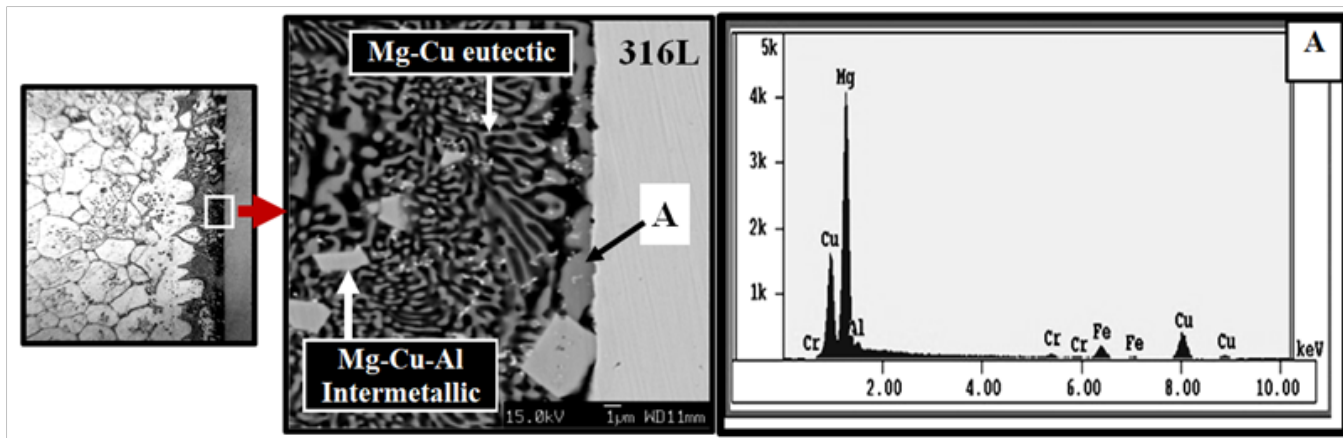 Mg-Cu eutectic
316L
A
Mg-Cu-Al
Intermetallic
15.0kV 1µm WD11mm
A
5k
4k
3k
2k
1k
Mg
Cu
Al
Cr
Cr
Cr
Fe
Fe
Cu
Cu
keV
2.00 4.00 6.00 8.00 10.00